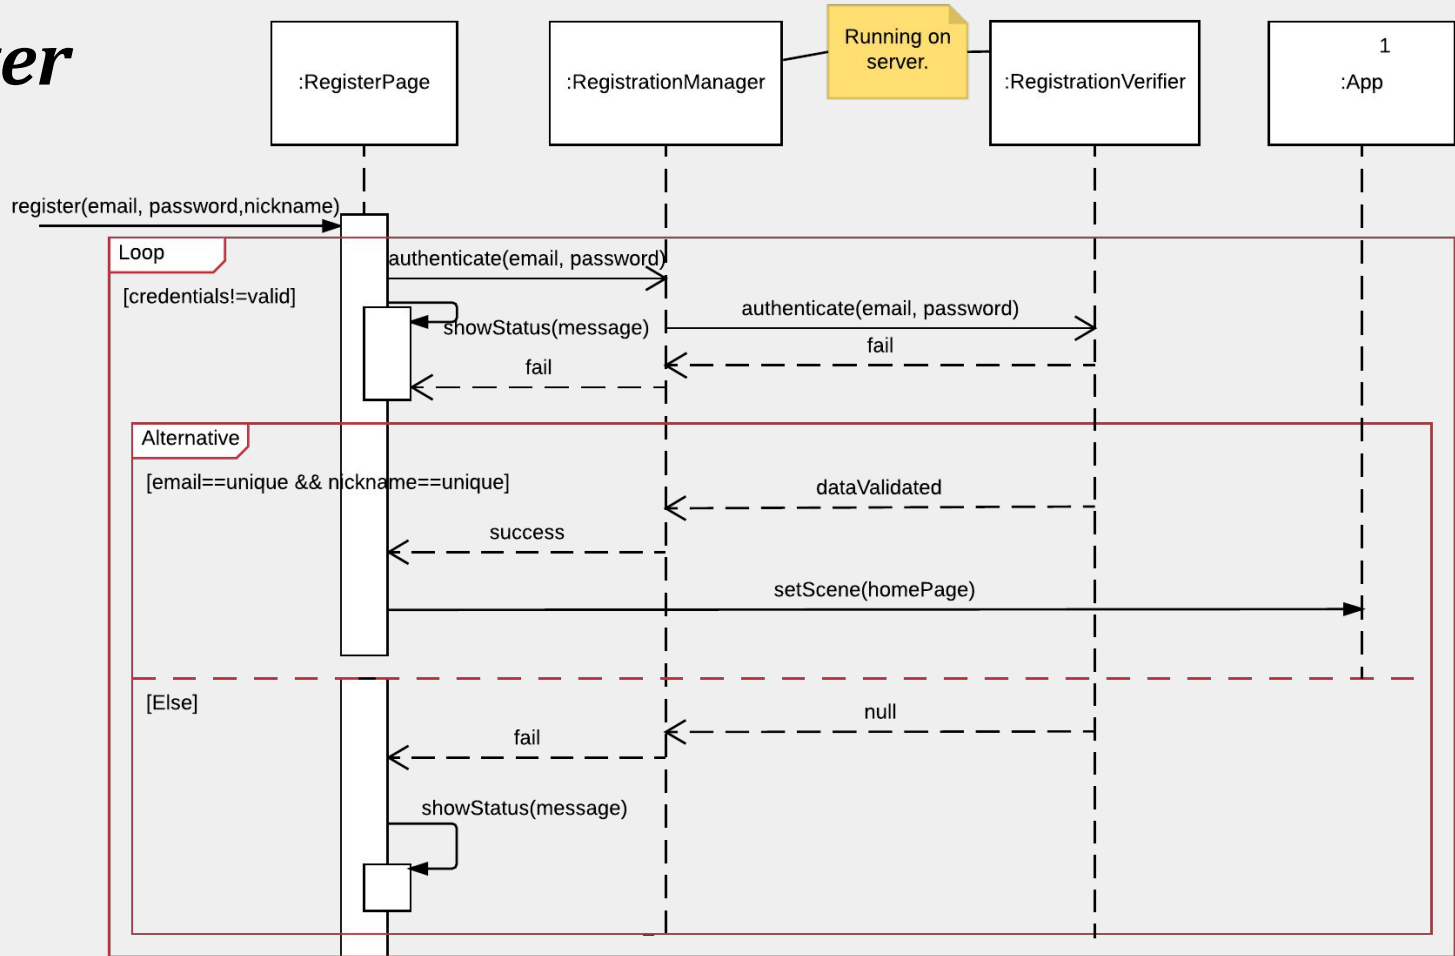 er
:RegisterPage
:RegistrationManager
Running on
server.
:RegistrationVerifier
1
:App
register(email, password,nickname)
Loop
authenticate(email, password)
[credentials!=valid]
showStatus(message)
authenticate(email, password)
fail
fail
Alternative
[email==unique && nickname==unique]
dataValidated
success
setScene(homePage)
[Else]
null
fail
showStatus(message)